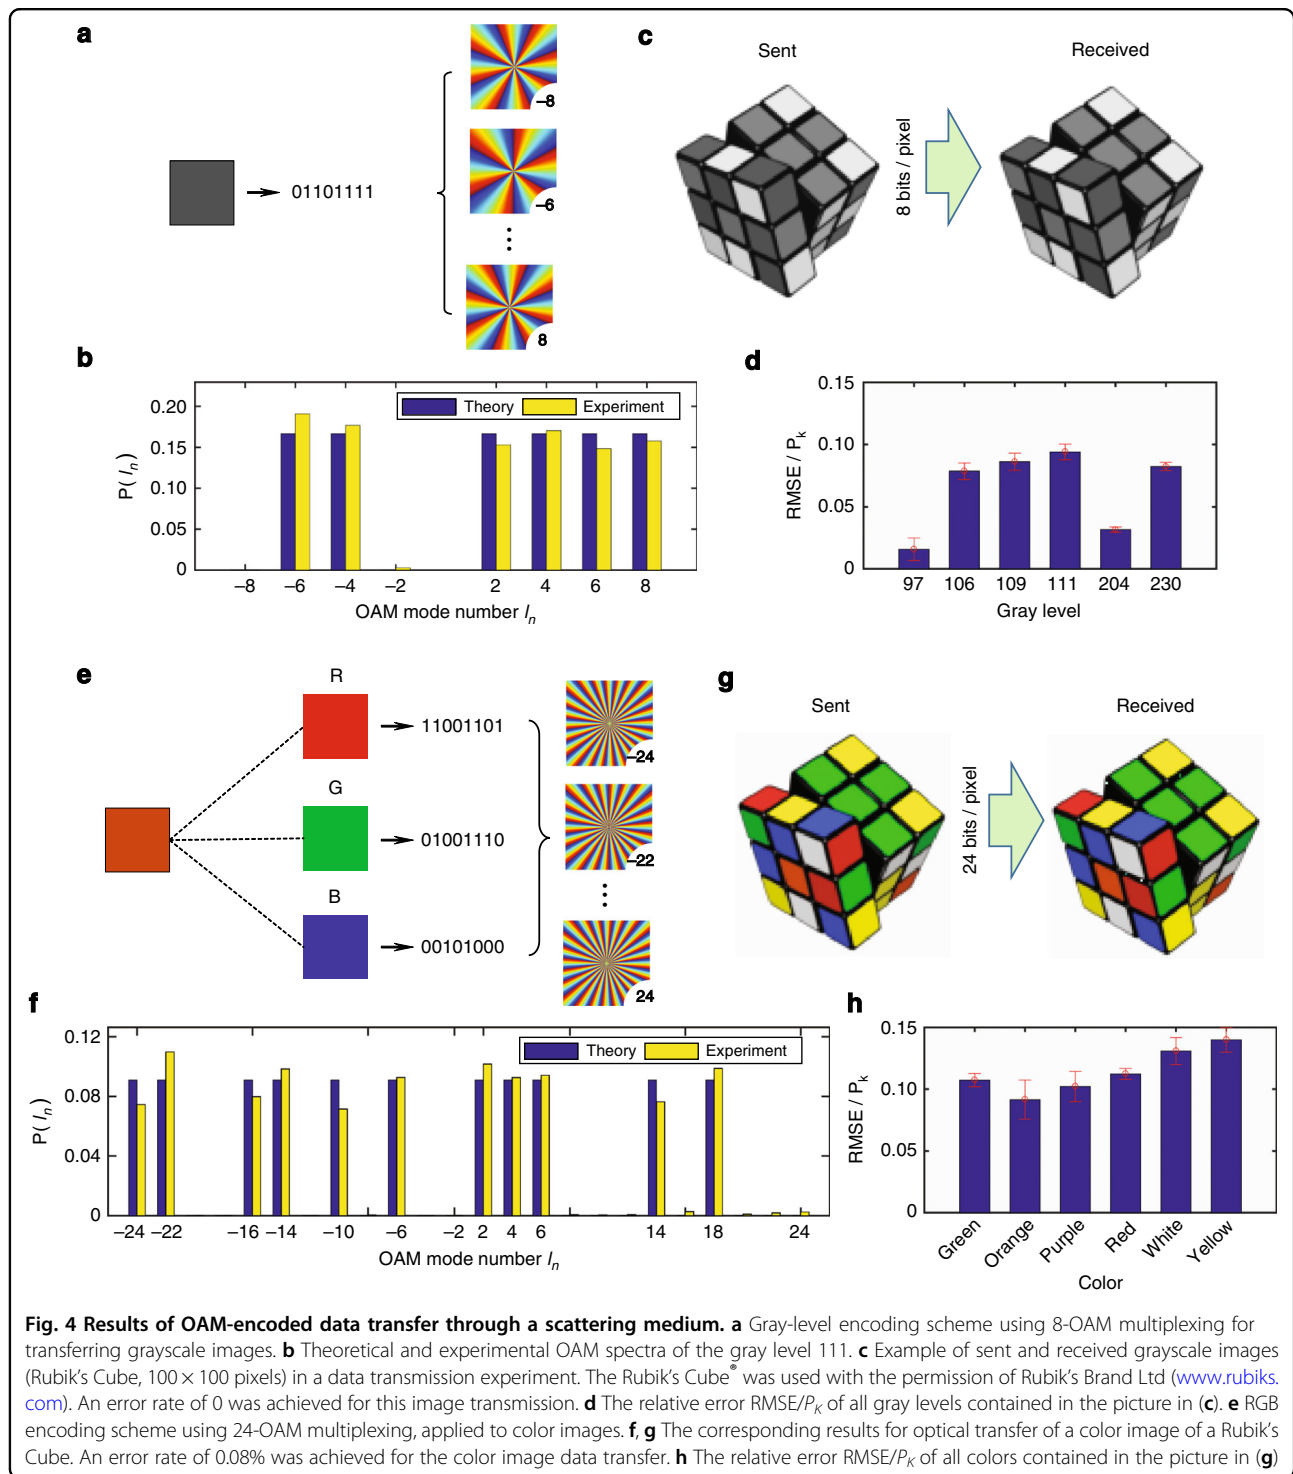 a
01101111
–8
–6
8
c
Sent
Received
8 bits / pixel
b
0.20
0.15
0.10
0.05
0
P( l_n)
Theory
Experiment
–8 –6 –4 –2 2 4 6 8
OAM mode number l_n
d
0.15
0.10
0.05
0
RMSE / P_k
97 106 109 111 204 230
Gray level
e
R
11001101
G
01001110
B
00101000
–24
–22
24
g
Sent
Received
24 bits / pixel
f
0.12
0.08
0.04
0
P( l_n)
Theory
Experiment
–24 –22 –16 –14 –10 –6 –2 2 4 6 14 18 24
OAM mode number l_n
h
0.15
0.10
0.05
0
RMSE / P_k
Green Orange Purple Red White Yellow
Color
Fig. 4 Results of OAM-encoded data transfer through a scattering medium. a Gray-level encoding scheme using 8-OAM multiplexing for
transferring grayscale images. b Theoretical and experimental OAM spectra of the gray level 111. c Example of sent and received grayscale images
(Rubik's Cube, 100 × 100 pixels) in a data transmission experiment. The Rubik's Cube® was used with the permission of Rubik's Brand Ltd (www.rubiks.
com). An error rate of 0 was achieved for this image transmission. d The relative error RMSE/P_K of all gray levels contained in the picture in (c). e RGB
encoding scheme using 24-OAM multiplexing, applied to color images. f, g The corresponding results for optical transfer of a color image of a Rubik's
Cube. An error rate of 0.08% was achieved for the color image data transfer. h The relative error RMSE/P_K of all colors contained in the picture in (g)